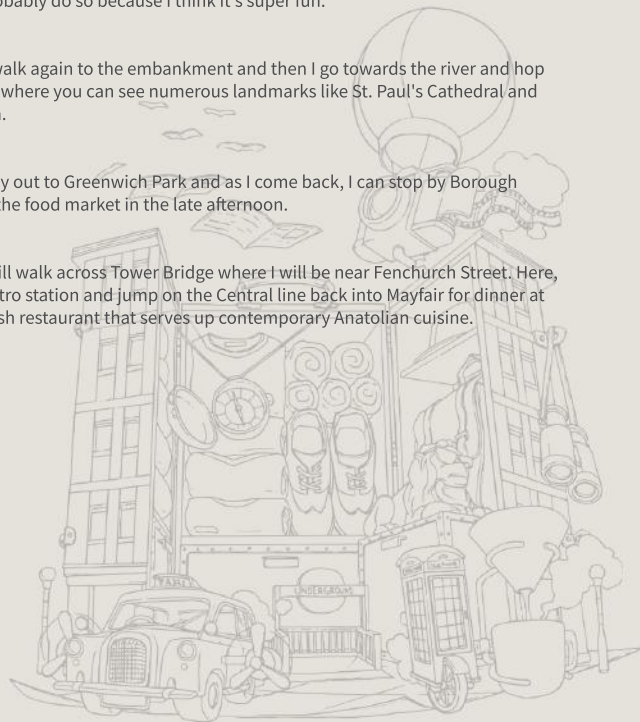 obably do so because I think it's super fun.
valk again to the embankment and then I go towards the river and hop
where you can see numerous landmarks like St. Paul's Cathedral and
y out to Greenwich Park and as I come back, I can stop by Borough
the food market in the late afternoon.
ill walk across Tower Bridge where I will be near Fenchurch Street. Here,
tro station and jump on the Central line back into Mayfair for dinner at
sh restaurant that serves up contemporary Anatolian cuisine.
TAXI
UNDERGROUND